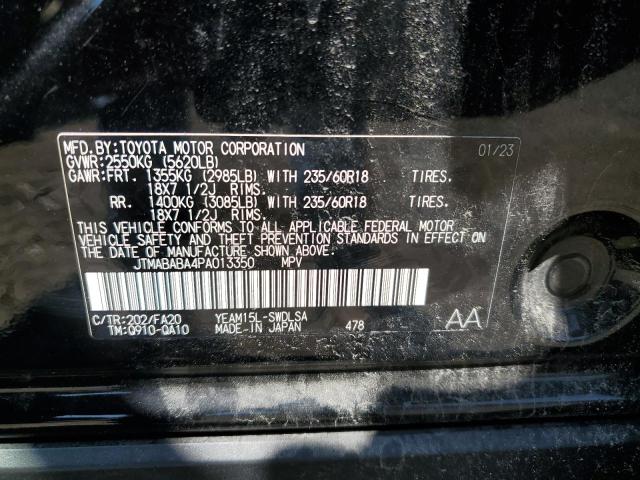 MFD.BY:TOYOTA MOTOR CORPORATION 01/23
GVWR:2550KG (5620LB)
GAWR:FRT. 1355KG (2985LB) WITH 235/60R18 TIRES.
18X7 1/2J RIMS.
RR. 1400KG (3085LB) WITH 235/60R18 TIRES.
18X7 1/2J RIMS.
THIS VEHICLE CONFORMS TO ALL APPLICABLE FEDERAL MOTOR
VEHICLE SAFETY AND THEFT PREVENTION STANDARDS IN EFFECT ON
THE DATE OF MANUFACTURE SHOWN ABOVE.
JTMABABA4PA013350 MPV
C/TR:202/FA20 YEAM15L-SWDLSA
TM:Q910-QA10 MADE IN JAPAN 478 AA